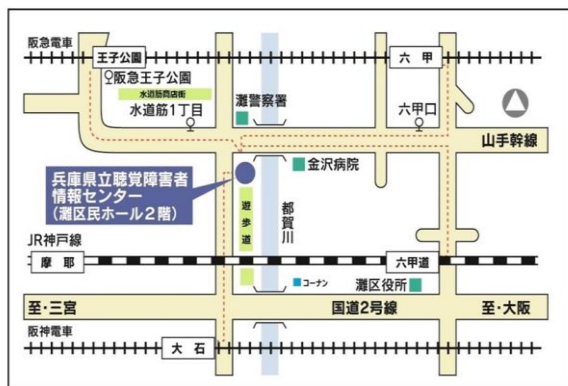 阪急電車
王子公園
六甲
阪急王子公園
水道筋商店街
水道筋1丁目
灘警察署
六甲口
山手幹線
兵庫県立聴覚障害者
情報センター
(灘区民ホール2階)
金沢病院
遊歩道
都賀川
JR神戸線
摩耶
六甲道
コーナン
灘区役所
至・三宮
国道2号線
至・大阪
阪神電車
大石